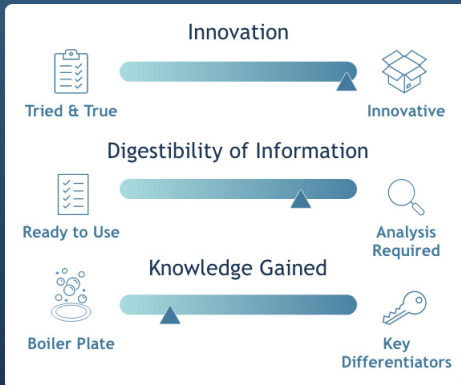 Innovation
Tried & True
Innovative
Digestibility of Information
Ready to Use
Analysis
Required
Knowledge Gained
Boiler Plate
Key
Differentiators